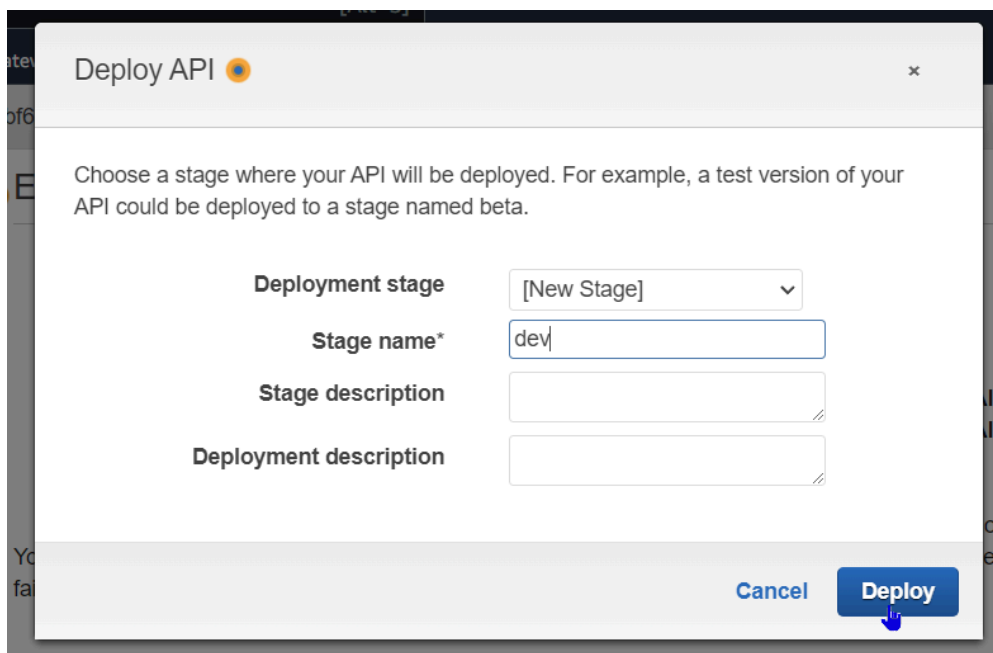 Deploy API
Choose a stage where your API will be deployed. For example, a test version of your
API could be deployed to a stage named beta.
Deployment stage
[New Stage]
Stage name*
dev
Stage description
Deployment description
Cancel
Deploy